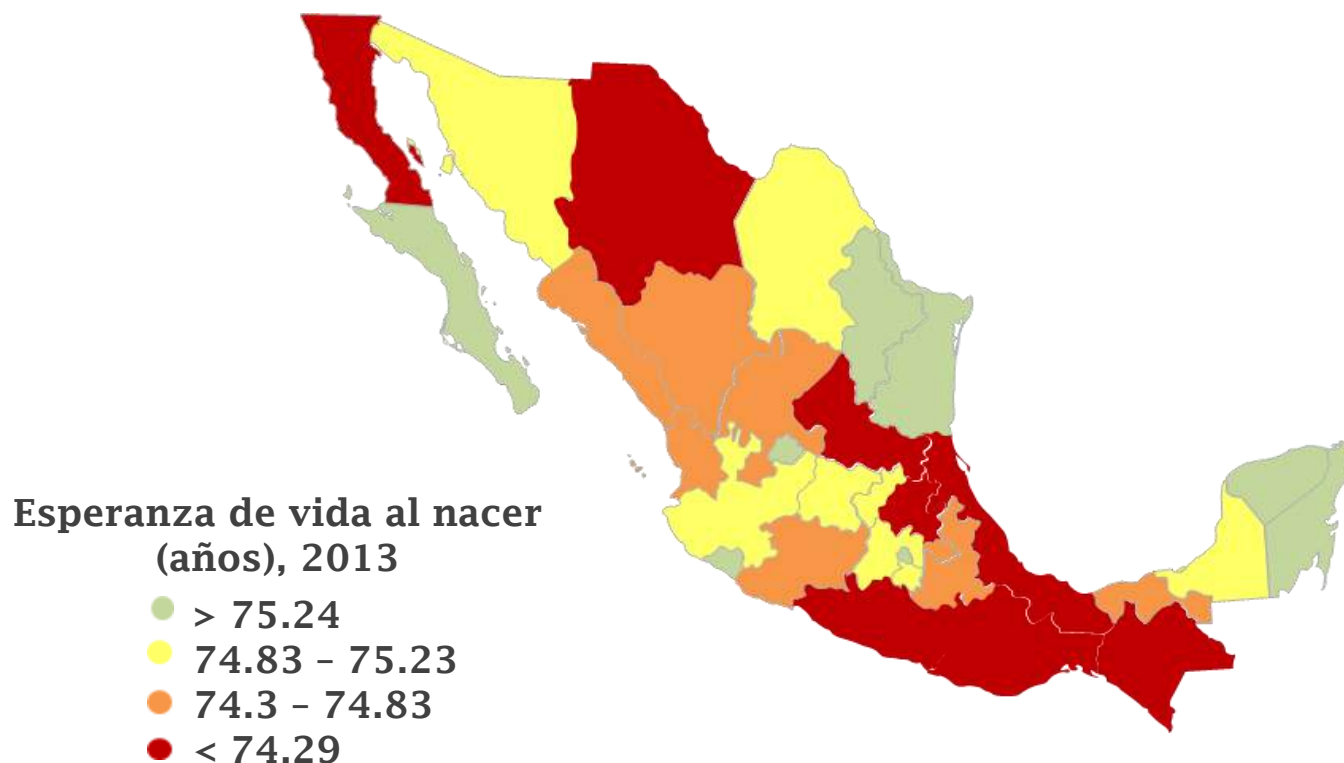 Esperanza de vida al nacer
(años), 2013
> 75.24
74.83 – 75.23
74.3 – 74.83
< 74.29